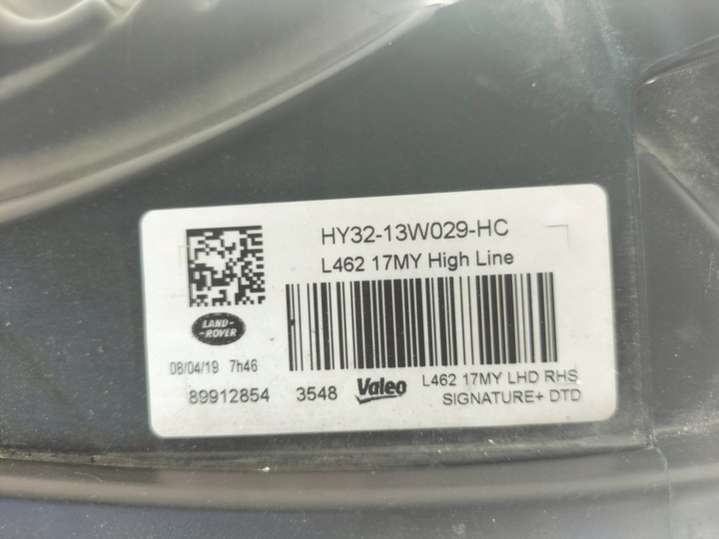 HY32-13W029-HC
L462 17MY High Line
LAND-
-ROVER
08/04/19 7h46
89912854 3548 Valeo
L462 17MY LHD RHS
SIGNATURE+ DTD